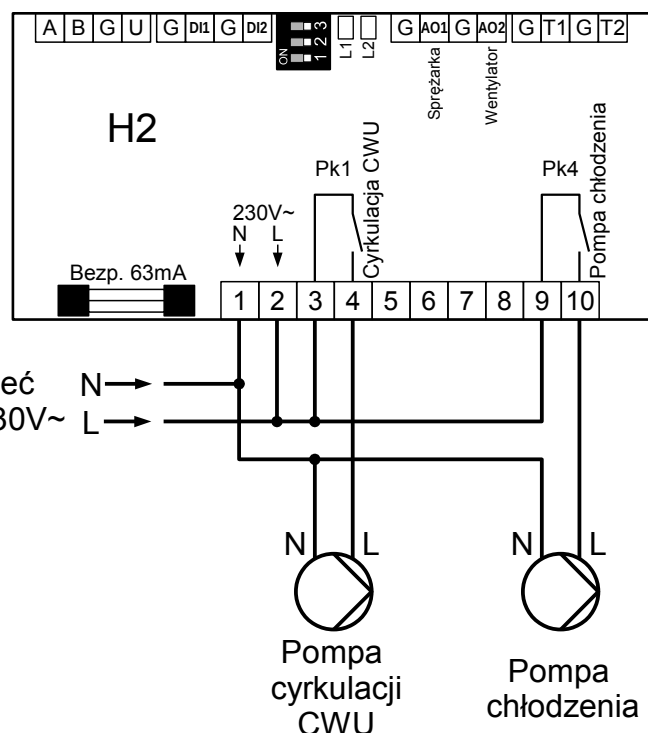 A B G U G DI1 G DI2
ON
1 2 3
L1
L2
G AO1 G AO2 G T1 G T2
Sprężarka
Wentylator
H2
Pk1
Cyrkulacja CWU
Pk4
Pompa chłodzenia
230V~
N L
Bezp. 63mA
1 2 3 4 5 6 7 8 9 10
eć N
30V~ L
N L
N L
Pompa
cyrkulacji
CWU
Pompa
chłodzenia